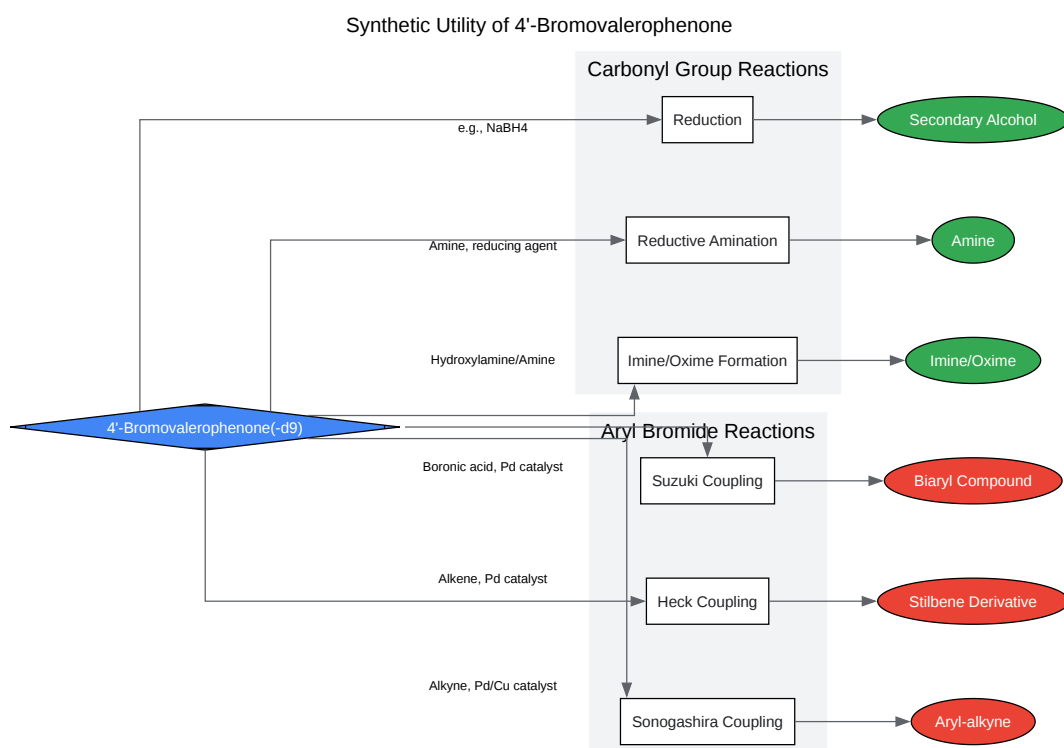 Synthetic Utility of 4'-Bromovalerophenone
Carbonyl Group Reactions
e.g., NaBH4
Reduction
Secondary Alcohol
Amine, reducing agent
Reductive Amination
Amine
Hydroxylamine/Amine
Imine/Oxime Formation
Imine/Oxime
4'-Bromovalerophenone(-d9)
Aryl Bromide Reactions
Boronic acid, Pd catalyst
Suzuki Coupling
Biaryl Compound
Alkene, Pd catalyst
Heck Coupling
Stilbene Derivative
Alkyne, Pd/Cu catalyst
Sonogashira Coupling
Aryl-alkyne